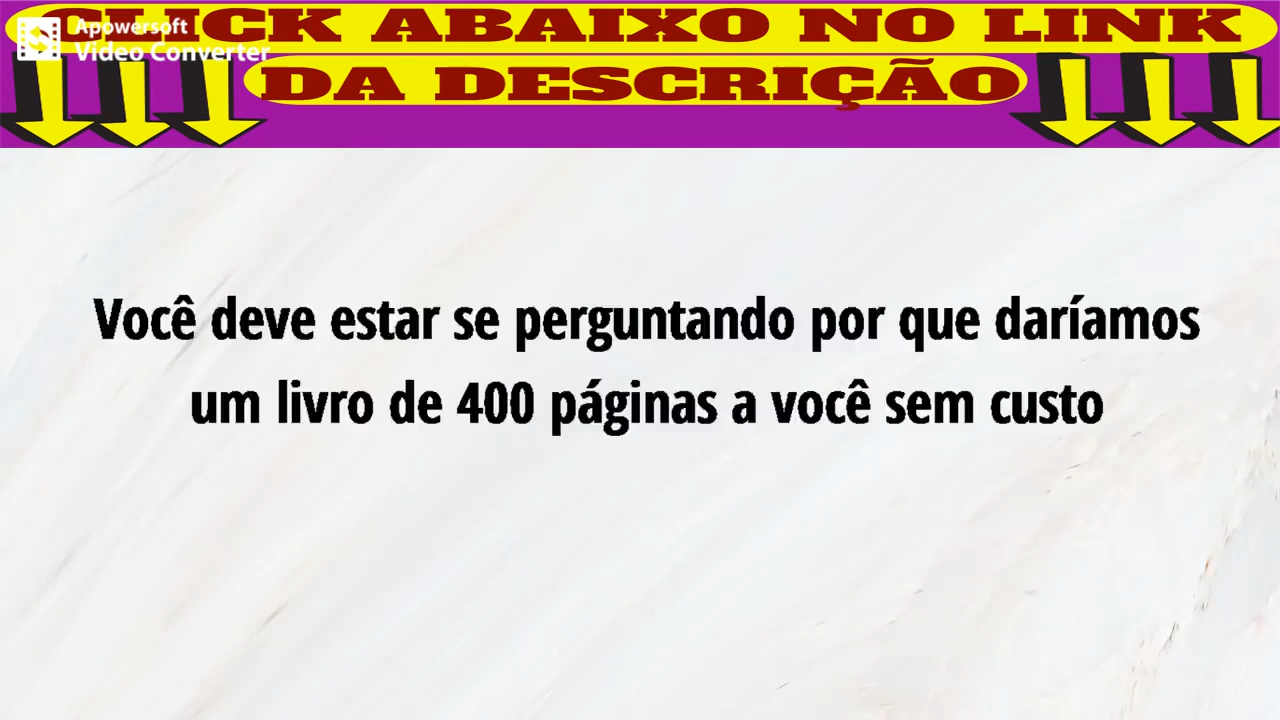 CLICK ABAIXO NO LINK
DA DESCRIÇÃO
Apowersoft
Video Converter
Você deve estar se perguntando por que daríamos
um livro de 400 páginas a você sem custo